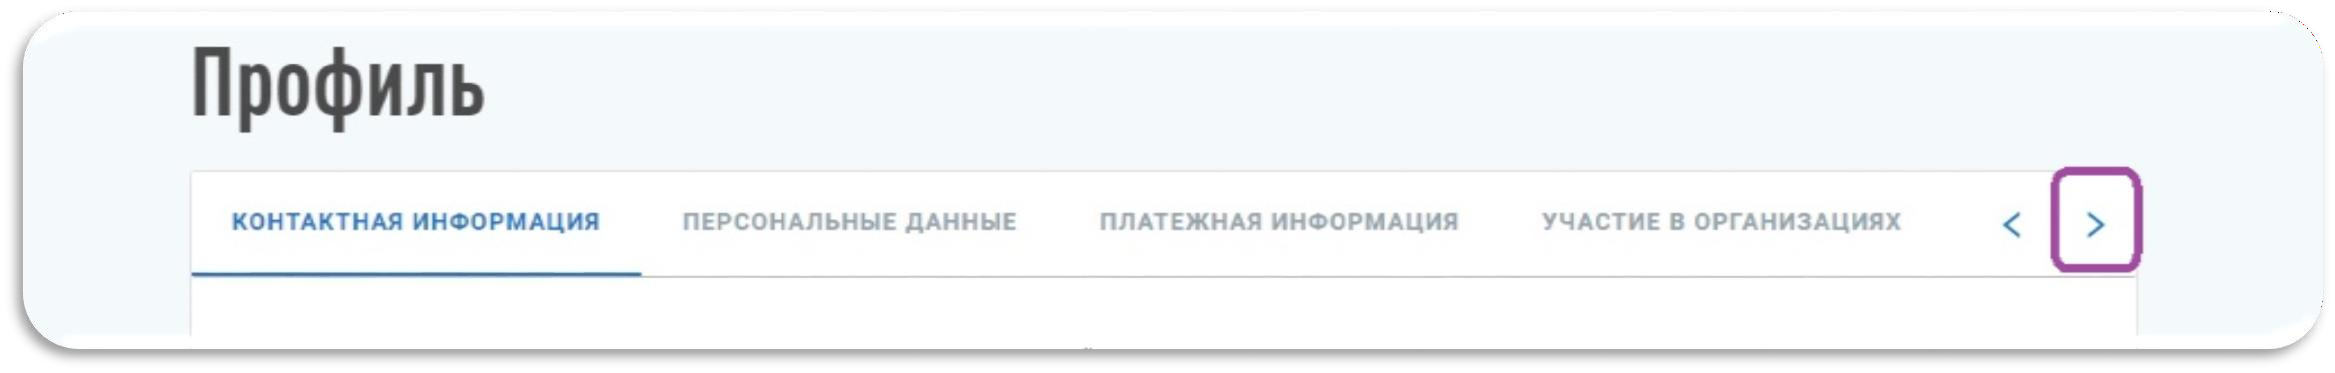 Профиль
КОНТАКТНАЯ ИНФОРМАЦИЯ ПЕРСОНАЛЬНЫЕ ДАННЫЕ ПЛАТЕЖНАЯ ИНФОРМАЦИЯ УЧАСТИЕ В ОРГАНИЗАЦИЯХ < >